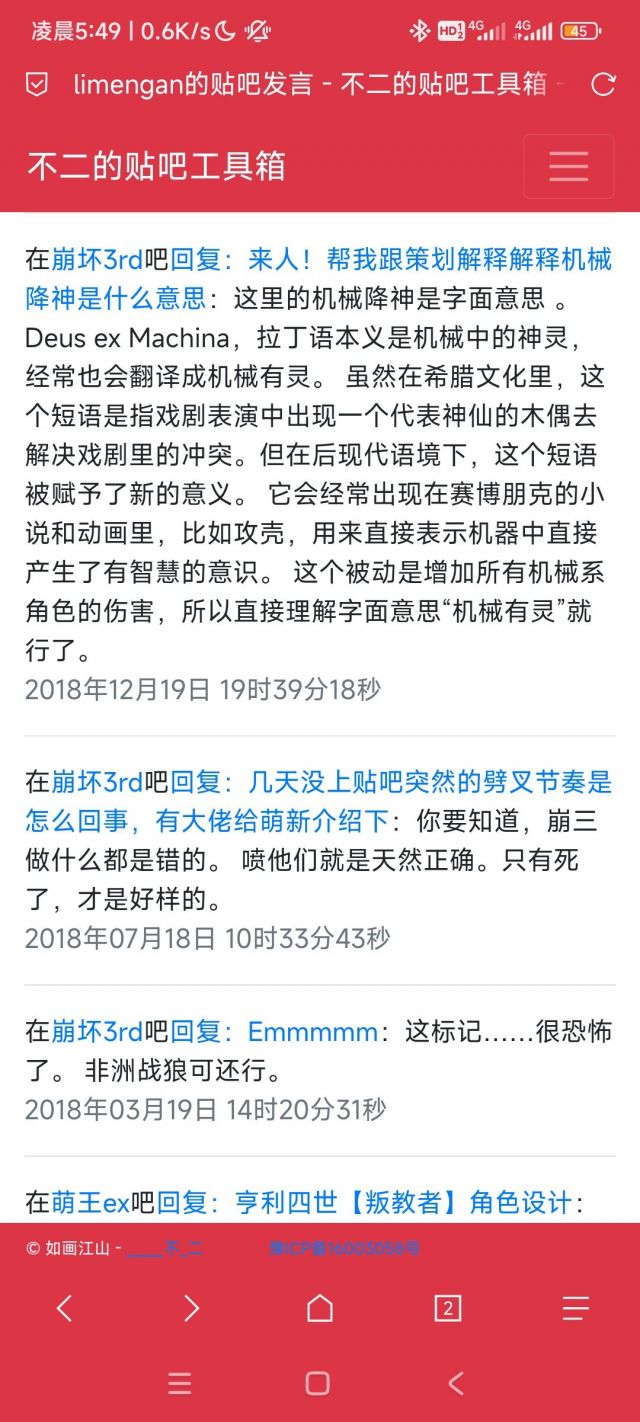 凌晨5:49 | 0.6K/s
HD 1 2 4G 4G 45
limengan的贴吧发言 - 不二的贴吧工具箱 -
不二的贴吧工具箱
在崩坏3rd吧回复：来人！帮我跟策划解释解释机械
降神是什么意思：这里的机械降神是字面意思 。
Deus ex Machina，拉丁语本义是机械中的神灵，
经常也会翻译成机械有灵。 虽然在希腊文化里，这
个短语是指戏剧表演中出现一个代表神仙的木偶去
解决戏剧里的冲突。但在后现代语境下，这个短语
被赋予了新的意义。 它会经常出现在赛博朋克的小
说和动画里，比如攻壳，用来直接表示机器中直接
产生了有智慧的意识。 这个被动是增加所有机械系
角色的伤害，所以直接理解字面意思“机械有灵”就
行了。
2018年12月19日 19时39分18秒
在崩坏3rd吧回复：几天没上贴吧突然的劈叉节奏是
怎么回事，有大佬给萌新介绍下：你要知道，崩三
做什么都是错的。 喷他们就是天然正确。只有死
了，才是好样的。
2018年07月18日 10时33分43秒
在崩坏3rd吧回复：Emmmmm：这标记……很恐怖
了。 非洲战狼可还行。
2018年03月19日 14时20分31秒
在萌王ex吧回复：亨利四世【叛教者】角色设计：
© 如画江山 - ____不_二 豫ICP备16003058号
2